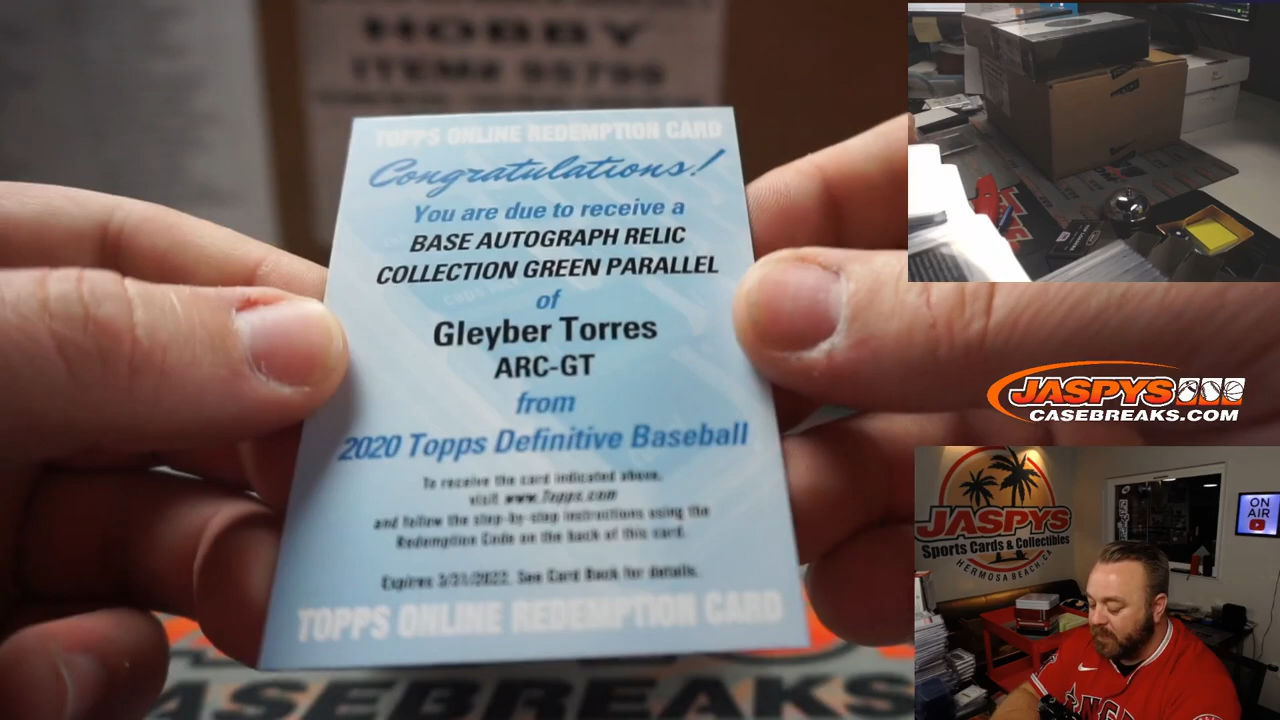 HOBBY
ITEM# 95799
TOPPS ONLINE REDEMPTION CARD
Congratulations!
You are due to receive a
BASE AUTOGRAPH RELIC
COLLECTION GREEN PARALLEL
of
Gleyber Torres
ARC-GT
from
2020 Topps Definitive Baseball
To receive the card indicated above,
visit www.Topps.com
and follow the step-by-step instructions using the
Redemption Code on the back of this card.
Expires 3/31/2022. See Card Back for details.
TOPPS ONLINE REDEMPTION CARD
CASEBREAKS
JASPYS
CASEBREAKS.COM
JASPYS
Sports Cards & Collectibles
HERMOSA BEACH, CA
ON
AIR